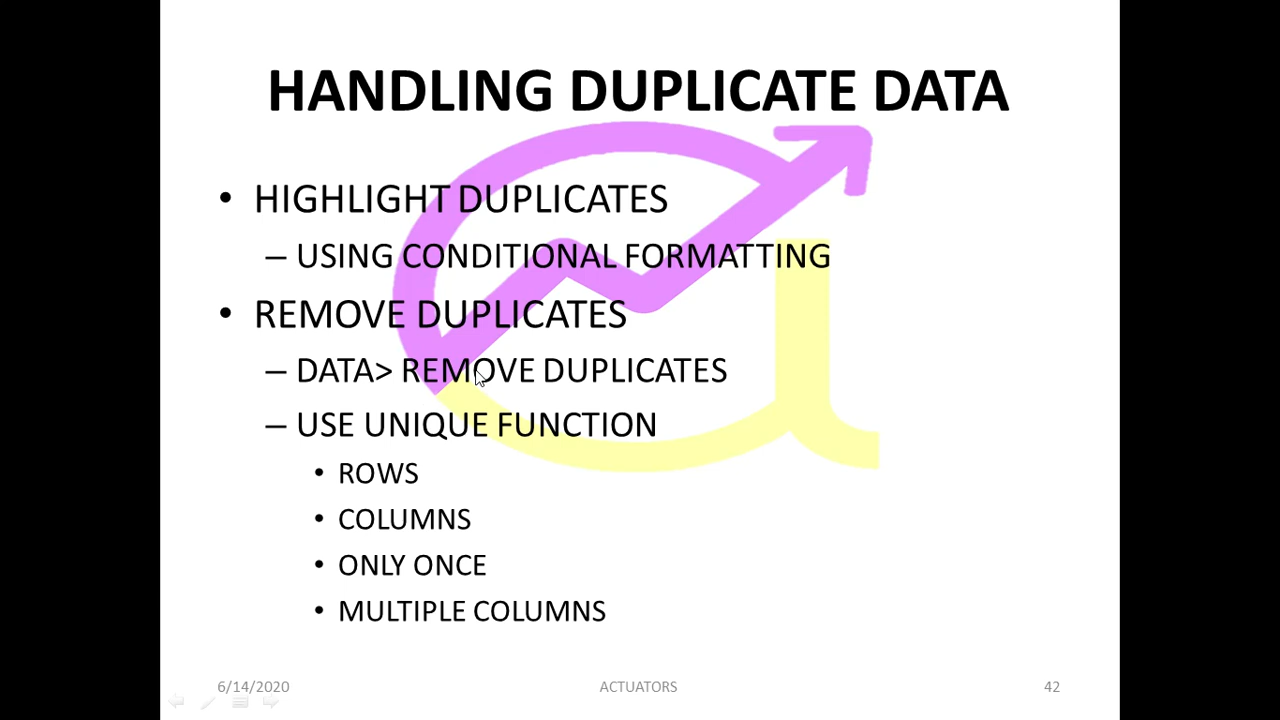 HANDLING DUPLICATE DATA
• HIGHLIGHT DUPLICATES
– USING CONDITIONAL FORMATTING
• REMOVE DUPLICATES
– DATA> REMOVE DUPLICATES
– USE UNIQUE FUNCTION
• ROWS
• COLUMNS
• ONLY ONCE
• MULTIPLE COLUMNS
6/14/2020 ACTUATORS 42